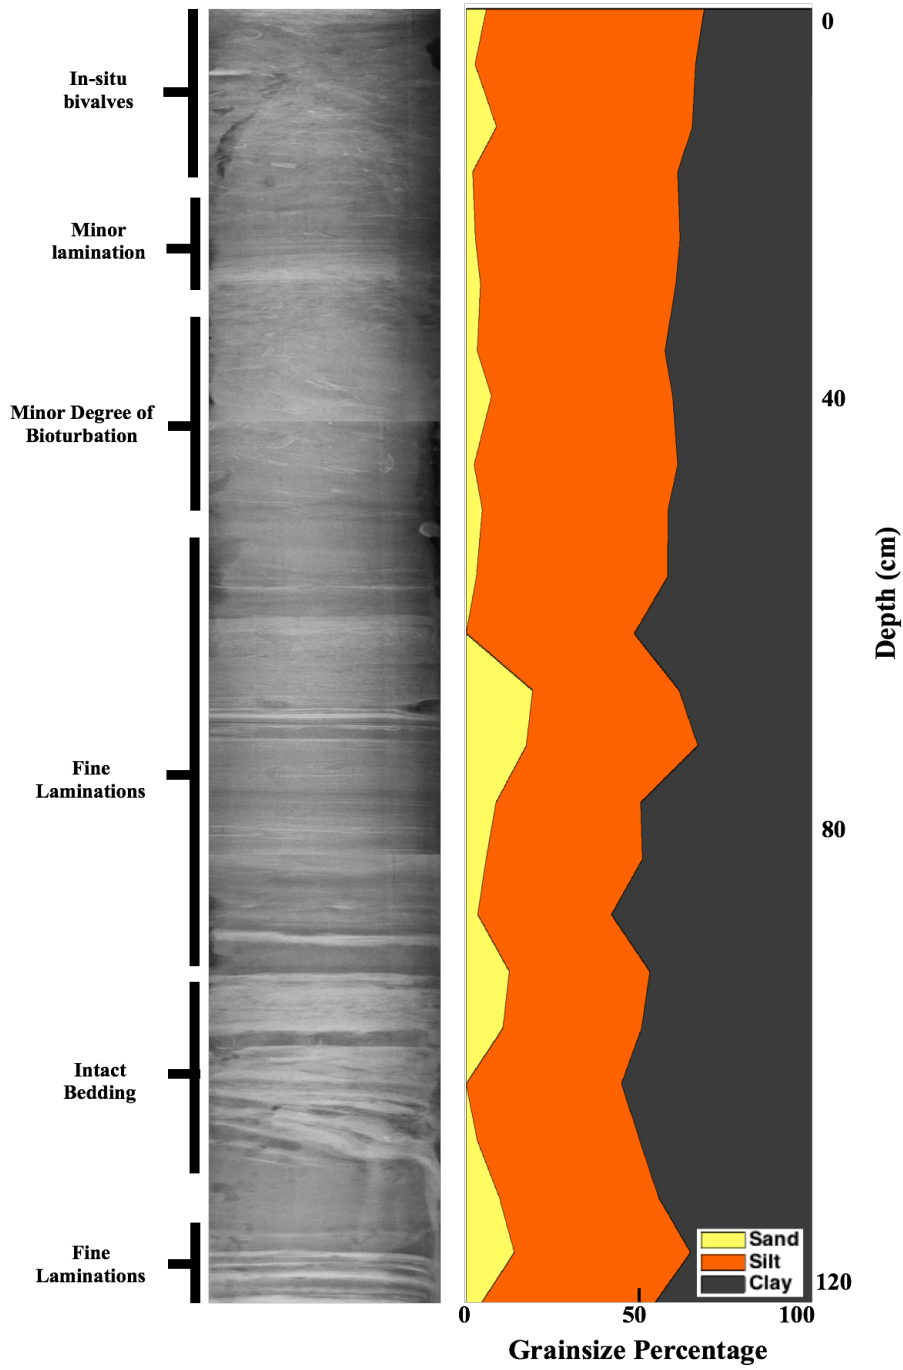 In-situ
bivalves
Minor
lamination
Minor Degree of
Bioturbation
Fine
Laminations
Intact
Bedding
Fine
Laminations
0
40
80
120
Depth (cm)
Sand
Silt
Clay
0
50
100
Grainsize Percentage